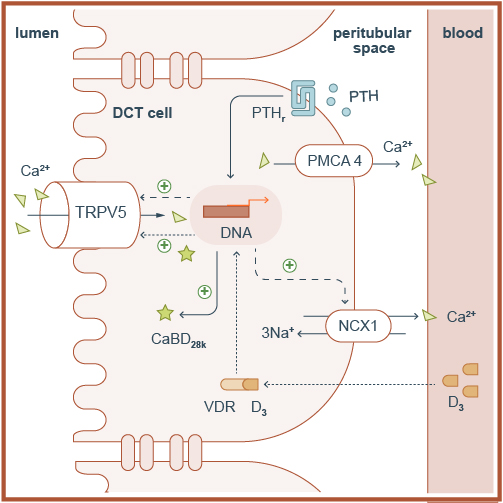 lumen
peritubular
space
blood
DCT cell
PTH
PTHr
Ca²⁺
PMCA 4
Ca²⁺
TRPV5
DNA
CaBD28k
3Na⁺
NCX1
Ca²⁺
VDR D₃
D₃